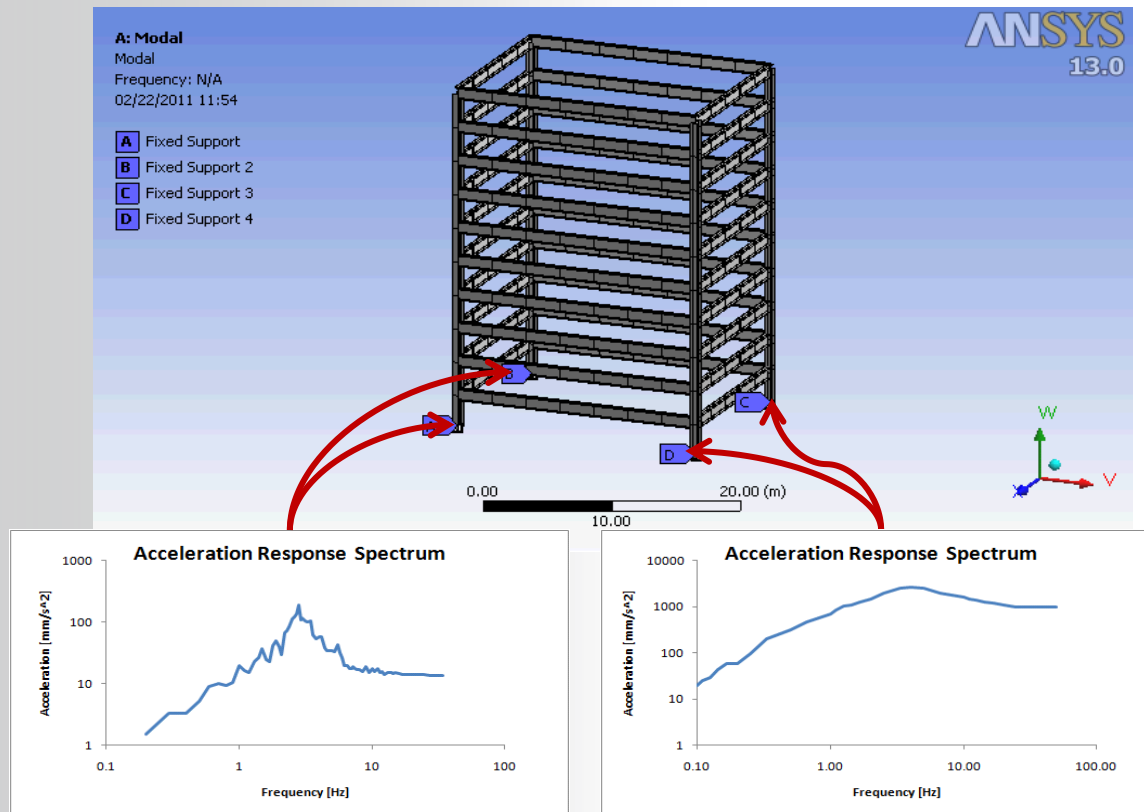 A: Modal
Modal
Frequency: N/A
02/22/2011 11:54
A Fixed Support
B Fixed Support 2
C Fixed Support 3
D Fixed Support 4
ANSYS
13.0
B
C
D
0.00 20.00 (m)
10.00
W
V
X
Acceleration Response Spectrum
Acceleration [mm/s^2]
1000
100
10
1
0.1 1 10 100
Frequency [Hz]
Acceleration Response Spectrum
Acceleration [mm/s^2]
10000
1000
100
10
1
0.10 1.00 10.00 100.00
Frequency [Hz]